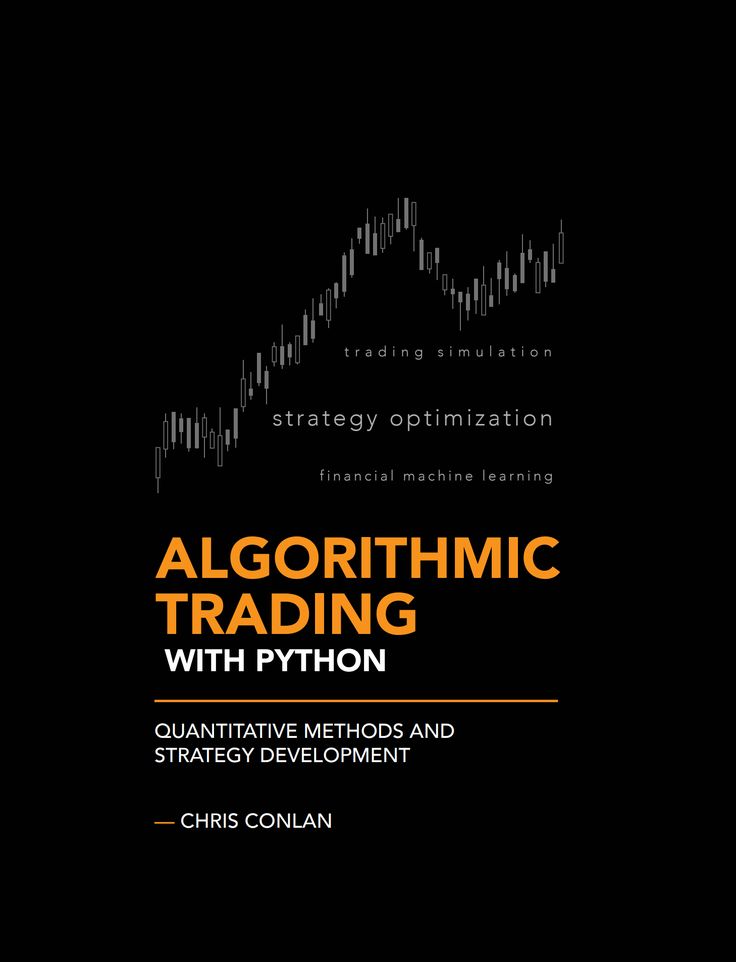 trading simulation
strategy optimization
financial machine learning
ALGORITHMIC
TRADING
WITH PYTHON
QUANTITATIVE METHODS AND
STRATEGY DEVELOPMENT
— CHRIS CONLAN